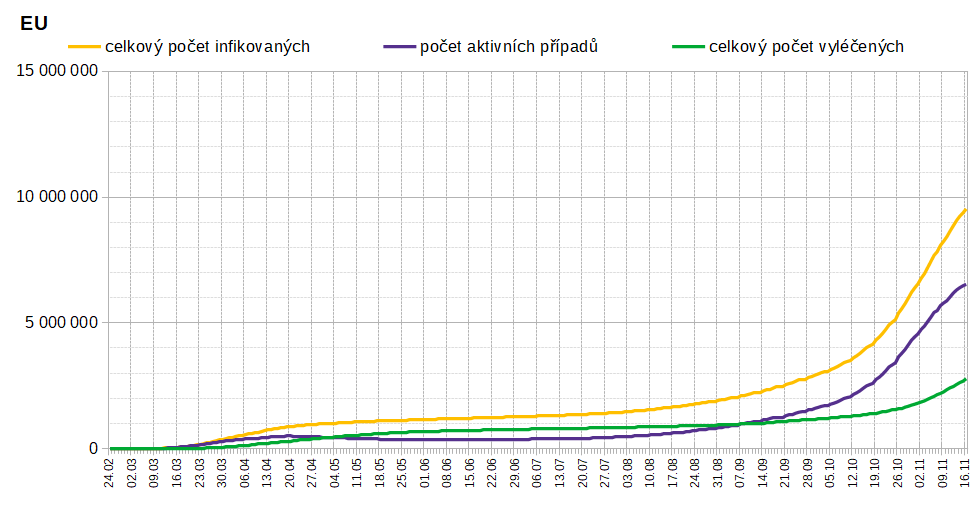 EU
celkový počet infikovaných počet aktivních případů celkový počet vyléčených
15 000 000
10 000 000
5 000 000
0
24.02 02.03 09.03 16.03 23.03 30.03 06.04 13.04 20.04 27.04 04.05 11.05 18.05 25.05 01.06 08.06 15.06 22.06 29.06 06.07 13.07 20.07 27.07 03.08 10.08 17.08 24.08 31.08 07.09 14.09 21.09 28.09 05.10 12.10 19.10 26.10 02.11 09.11 16.11